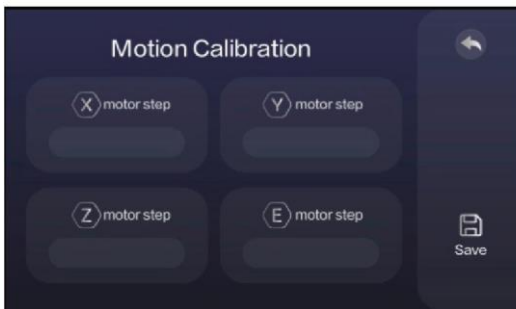 Motion Calibration
X motor step
Y motor step
Z motor step
E motor step
Save